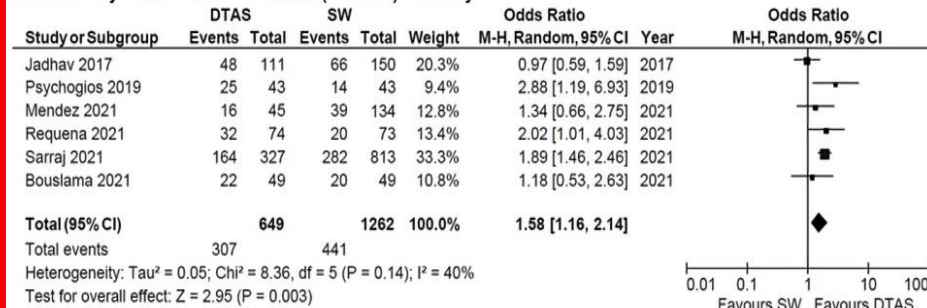 DTAS SW Odds Ratio Odds Ratio
Study or Subgroup Events Total Events Total Weight M-H, Random, 95% CI Year M-H, Random, 95% CI
Jadhav 2017 48 111 66 150 20.3% 0.97 [0.59, 1.59] 2017
Psychogios 2019 25 43 14 43 9.4% 2.88 [1.19, 6.93] 2019
Mendez 2021 16 45 39 134 12.8% 1.34 [0.66, 2.75] 2021
Requena 2021 32 74 20 73 13.4% 2.02 [1.01, 4.03] 2021
Sarraj 2021 164 327 282 813 33.3% 1.89 [1.46, 2.46] 2021
Bouslama 2021 22 49 20 49 10.8% 1.18 [0.53, 2.63] 2021
Total (95% CI) 649 1262 100.0% 1.58 [1.16, 2.14]
Total events 307 441
Heterogeneity: Tau² = 0.05; Chi² = 8.36, df = 5 (P = 0.14); I² = 40%
Test for overall effect: Z = 2.95 (P = 0.003)
0.01 0.1 1 10 100
Favours SW Favours DTAS